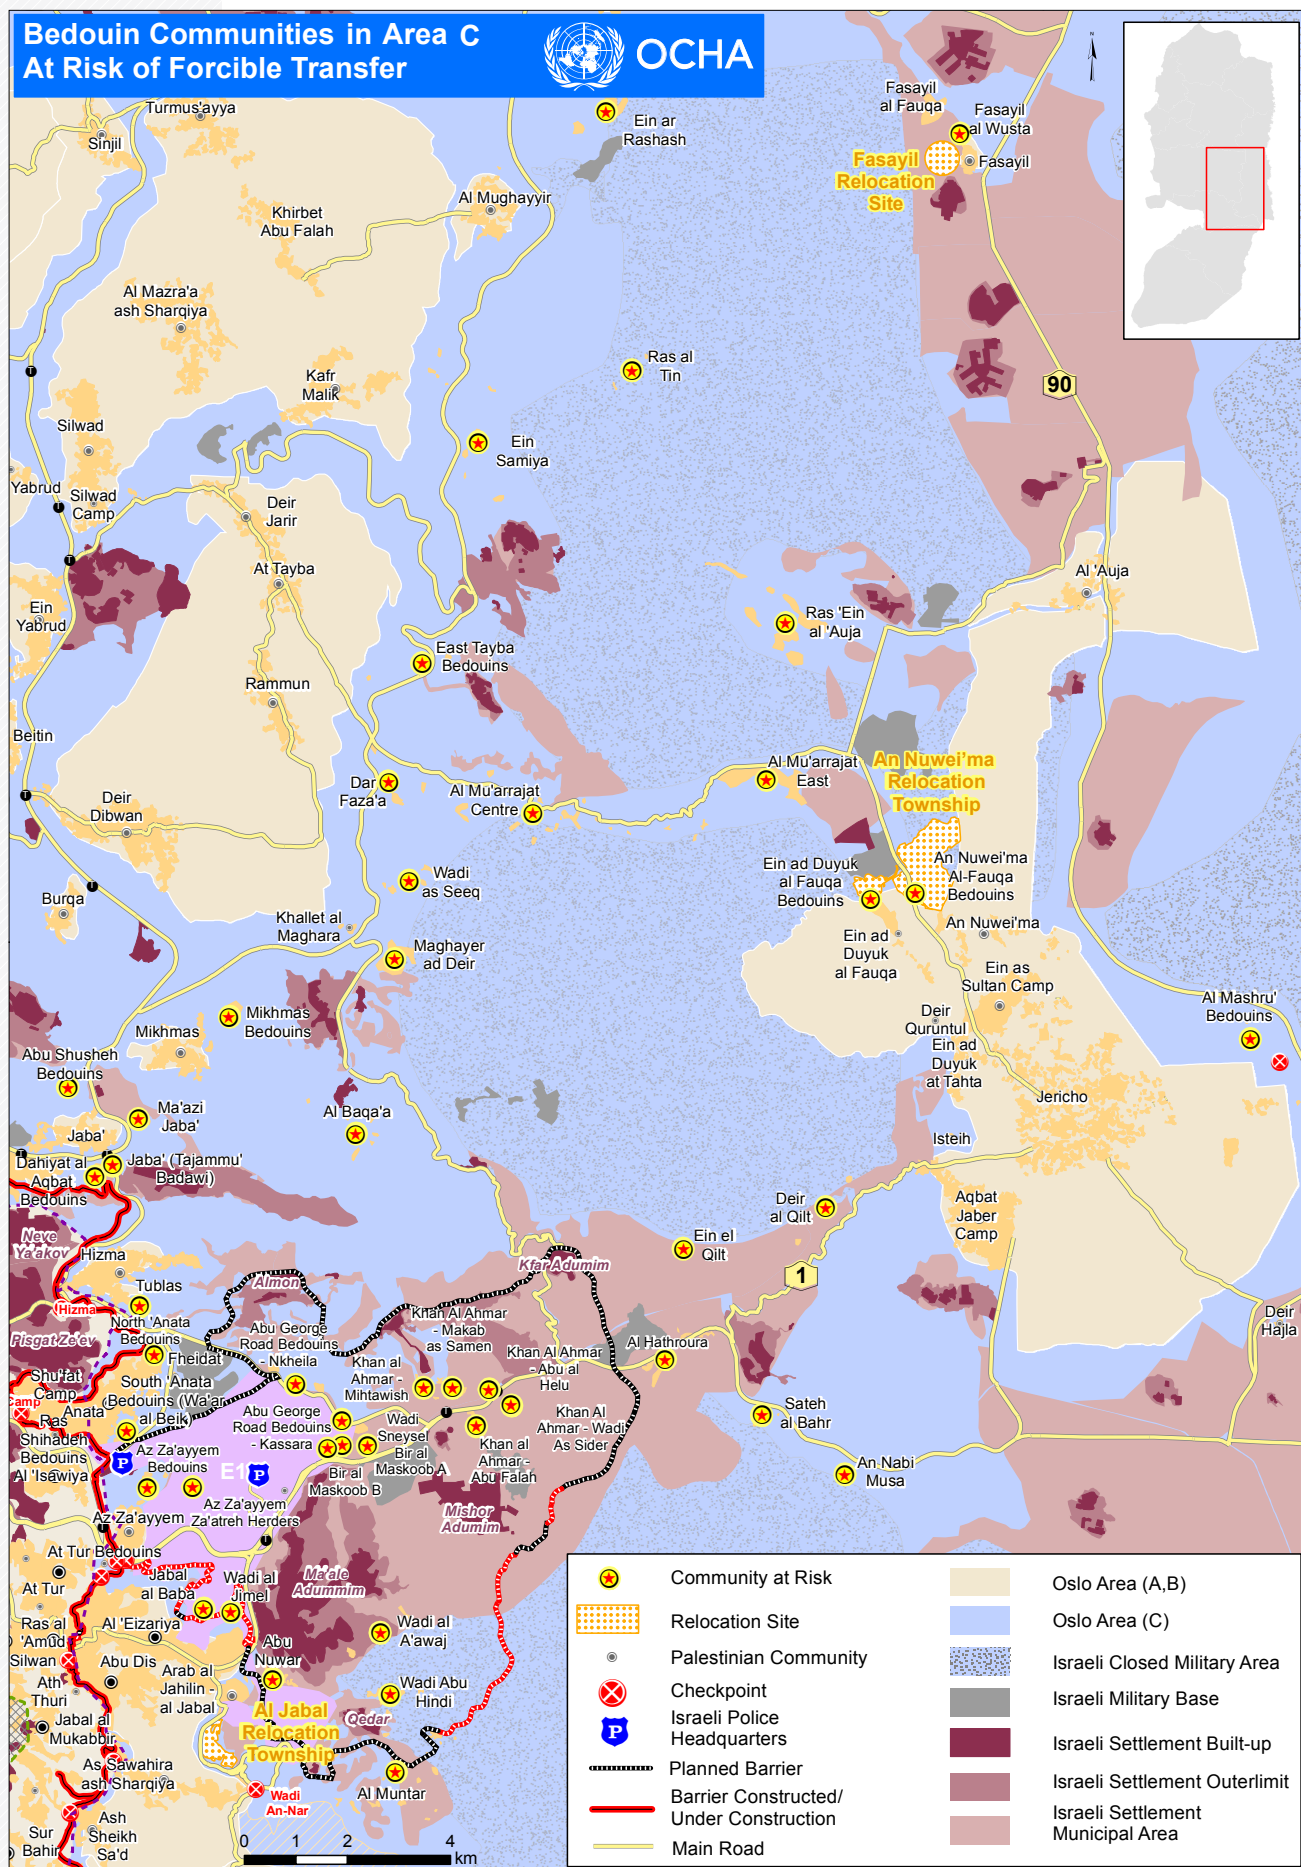 Bedouin Communities in Area C
At Risk of Forcible Transfer
OCHA
N
Turmus'ayya
Sinjil
Ein ar
Rashash
Fasayil
al Fauqa
Fasayil
al Wusta
Fasayil
Fasayil
Relocation
Site
Khirbet
Abu Falah
Al Mughayyir
Al Mazra'a
ash Sharqiya
Ras al
Tin
Kafr
Malik
90
Silwad
Ein
Samiya
Yabrud
Silwad
Camp
T
T
T
Deir
Jarir
At Tayba
Al 'Auja
Ein
Yabrud
Ras 'Ein
al 'Auja
East Tayba
Bedouins
Rammun
Beitin
Al Mu'arrajat
East
An Nuwei'ma
Relocation
Township
Dar
Faza'a
Al Mu'arrajat
Centre
T
Deir
Dibwan
Ein ad Duyuk
al Fauqa
Bedouins
An Nuwei'ma
Al-Fauqa
Bedouins
Wadi
as Seeq
T
Burqa
Khallet al
Maghara
An Nuwei'ma
Ein ad
Duyuk
al Fauqa
Maghayer
ad Deir
Ein as
Sultan Camp
Al Mashru'
Bedouins
Mikhmas
Bedouins
Mikhmas
Deir
Quruntul
Ein ad
Duyuk
at Tahta
Abu Shusheh
Bedouins
Jericho
Ma'azi
Jaba'
Al Baqa'a
Jaba'
Isteih
T
T
Dahiyat al
Aqbat
Bedouins
Jaba' (Tajammu'
Badawi)
Aqbat
Jaber
Camp
Deir
al Qilt
Neve
Ya'akov
Hizma
Ein el
Qilt
Kfar Adumim
Almon
1
Tublas
Hizma
Pisgat Ze'ev
North 'Anata
Bedouins
Abu George
Road Bedouins
- Nkheila
Khan Al Ahmar
- Makab
as Samen
Deir
Hajla
Fheidat
Khan al
Ahmar -
Mihtawish
Khan Al Ahmar
- Abu al
Helu
Al Hathroura
Shu'fat
Camp
South 'Anata
Bedouins (Wa'ar
al Beik)
Camp
Anata
Ras
Shihadeh
Bedouins
Al 'Isawiya
Abu George
Road Bedouins
- Kassara
Wadi
Sneysel
Bir al
Maskoob A
T
Khan Al
Ahmar - Wadi
As Sider
Sateh
al Bahr
Khan al
Ahmar -
Abu Falah
Az Za'ayyem
Bedouins
P
E1
P
Bir al
Maskoob B
An Nabi
Musa
Az Za'ayyem
Za'atreh Herders
Mishor
Adumim
Az Za'ayyem
T
T
At Tur Bedouins
At Tur
Jabal
al Baba
Wadi al
Jimel
Ma'ale
Adummim
Ras al
'Amud
Al 'Eizariya
Wadi al
A'awaj
Silwan
Abu Dis
Abu
Nuwar
Ath
Thuri
Arab al
Jahilin -
al Jabal
Wadi Abu
Hindi
Jabal al
Mukabbir
Al Jabal
Relocation
Township
Qedar
As Sawahira
ash Sharqiya
Al Muntar
Wadi
An-Nar
Sur
Bahir
Ash
Sheikh
Sa'd
0 1 2 4
km
Community at Risk
Relocation Site
Palestinian Community
Checkpoint
P
Israeli Police
Headquarters
Planned Barrier
Barrier Constructed/
Under Construction
Main Road
Oslo Area (A,B)
Oslo Area (C)
Israeli Closed Military Area
Israeli Military Base
Israeli Settlement Built-up
Israeli Settlement Outerlimit
Israeli Settlement
Municipal Area